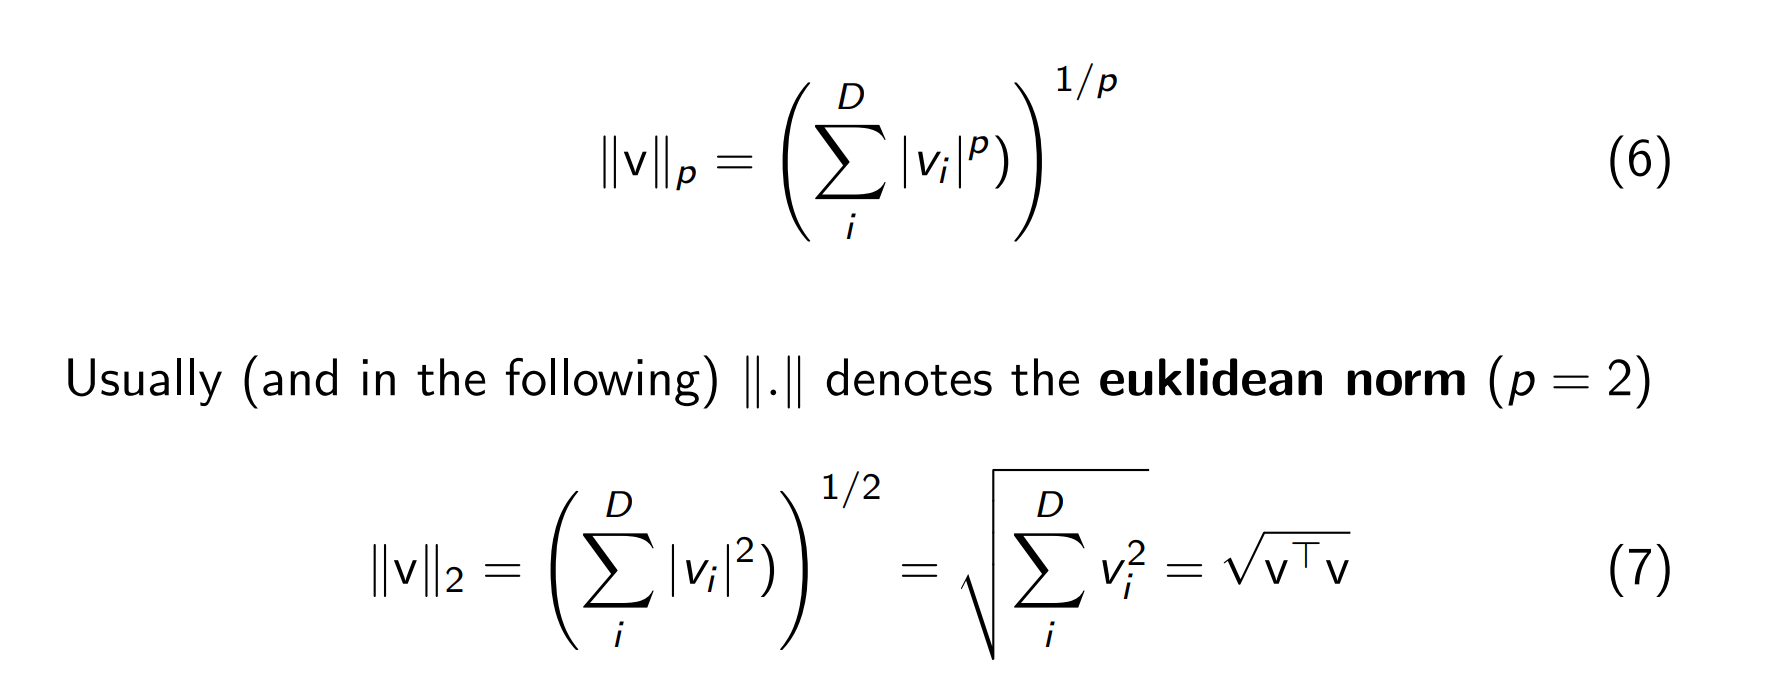 ‖v‖_p = (∑_i^D |v_i|^p))^{1/p} (6)
Usually (and in the following) ‖.‖ denotes the euklidean norm (p = 2)
‖v‖_2 = (∑_i^D |v_i|^2))^{1/2} = √(∑_i^D v_i^2) = √(v^⊤v) (7)